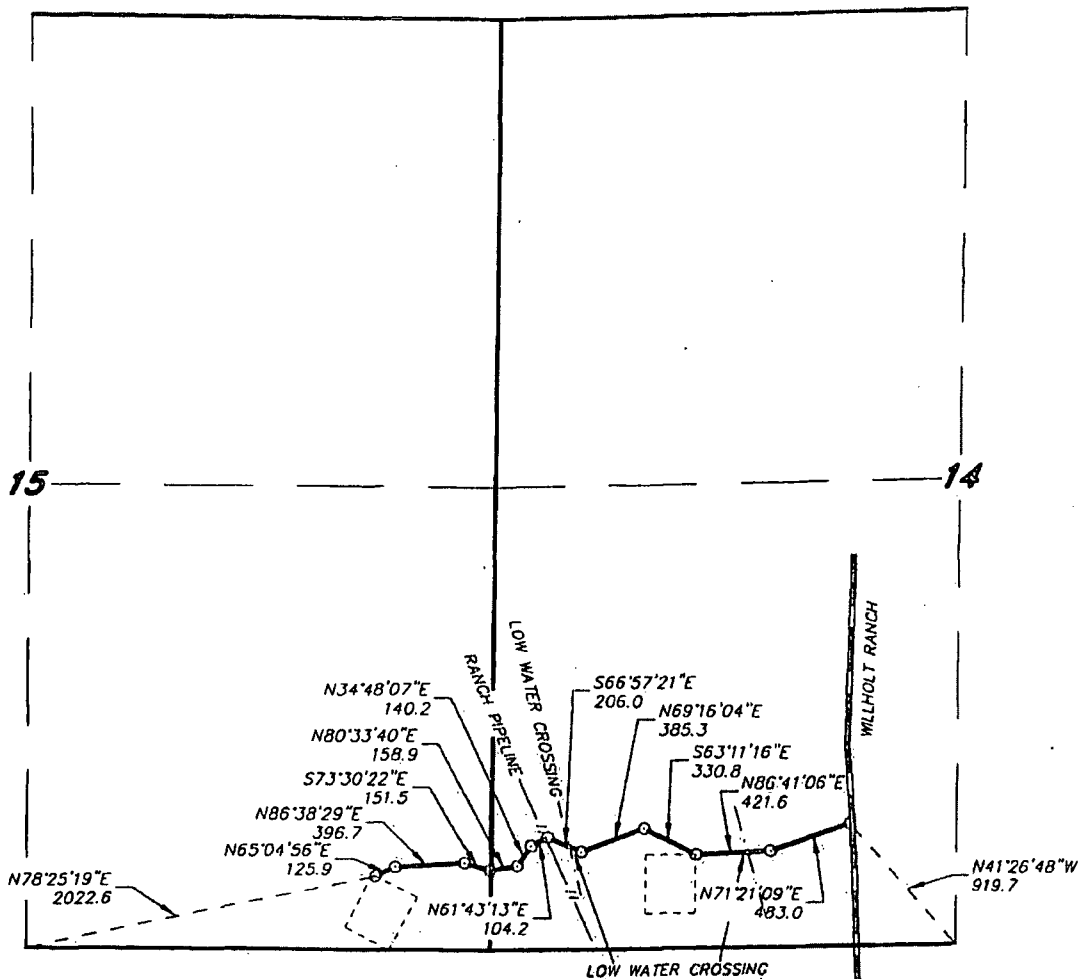 15
14
WILLHOLT RANCH
LOW WATER CROSSING
RANCH PIPELINE
N34°48'07"E
140.2
N80°33'40"E
158.9
S73°30'22"E
151.5
N86°38'29"E
396.7
N65°04'56"E
125.9
N78°25'19"E
2022.6
S66°57'21"E
206.0
N69°16'04"E
385.3
S63°11'16"E
330.8
N86°41'06"E
421.6
N61°43'13"E
104.2
N71°21'09"E
483.0
N41°26'48"W
919.7
LOW WATER CROSSING